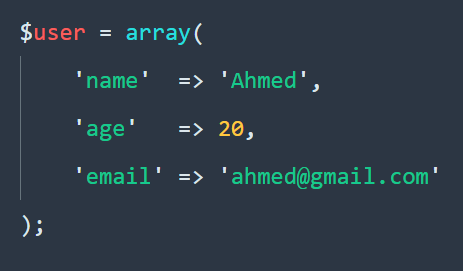 $user = array(
    'name'  => 'Ahmed',
    'age'   => 20,
    'email' => 'ahmed@gmail.com'
);